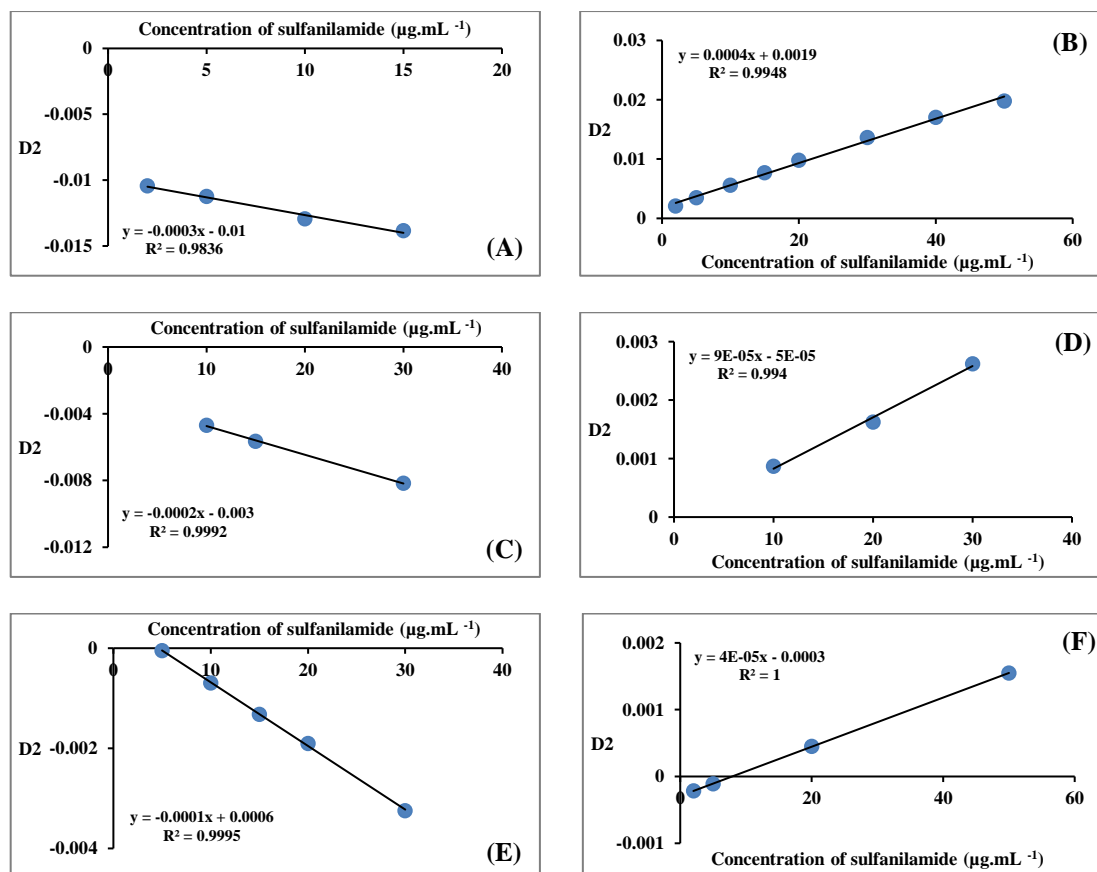 Concentration of sulfanilamide (µg.mL -1)
0
0 5 10 15 20
-0.005
D2
-0.01
y = -0.0003x - 0.01
R² = 0.9836
-0.015
(A)
0.03
y = 0.0004x + 0.0019
R² = 0.9948
(B)
0.02
D2
0.01
0
0 20 40 60
Concentration of sulfanilamide (µg.mL -1)
Concentration of sulfanilamide (µg.mL -1)
0
0 10 20 30 40
-0.004
D2
-0.008
y = -0.0002x - 0.003
R² = 0.9992
-0.012
(C)
0.003
y = 9E-05x - 5E-05
R² = 0.994
(D)
0.002
D2
0.001
0
0 10 20 30 40
Concentration of sulfanilamide (µg.mL -1)
Concentration of sulfanilamide (µg.mL -1)
0
0 10 20 30 40
D2
-0.002
y = -0.0001x + 0.0006
R² = 0.9995
-0.004
(E)
0.002
y = 4E-05x - 0.0003
R² = 1
(F)
0.001
D2
0
0 20 40 60
-0.001
Concentration of sulfanilamide (µg.mL -1)